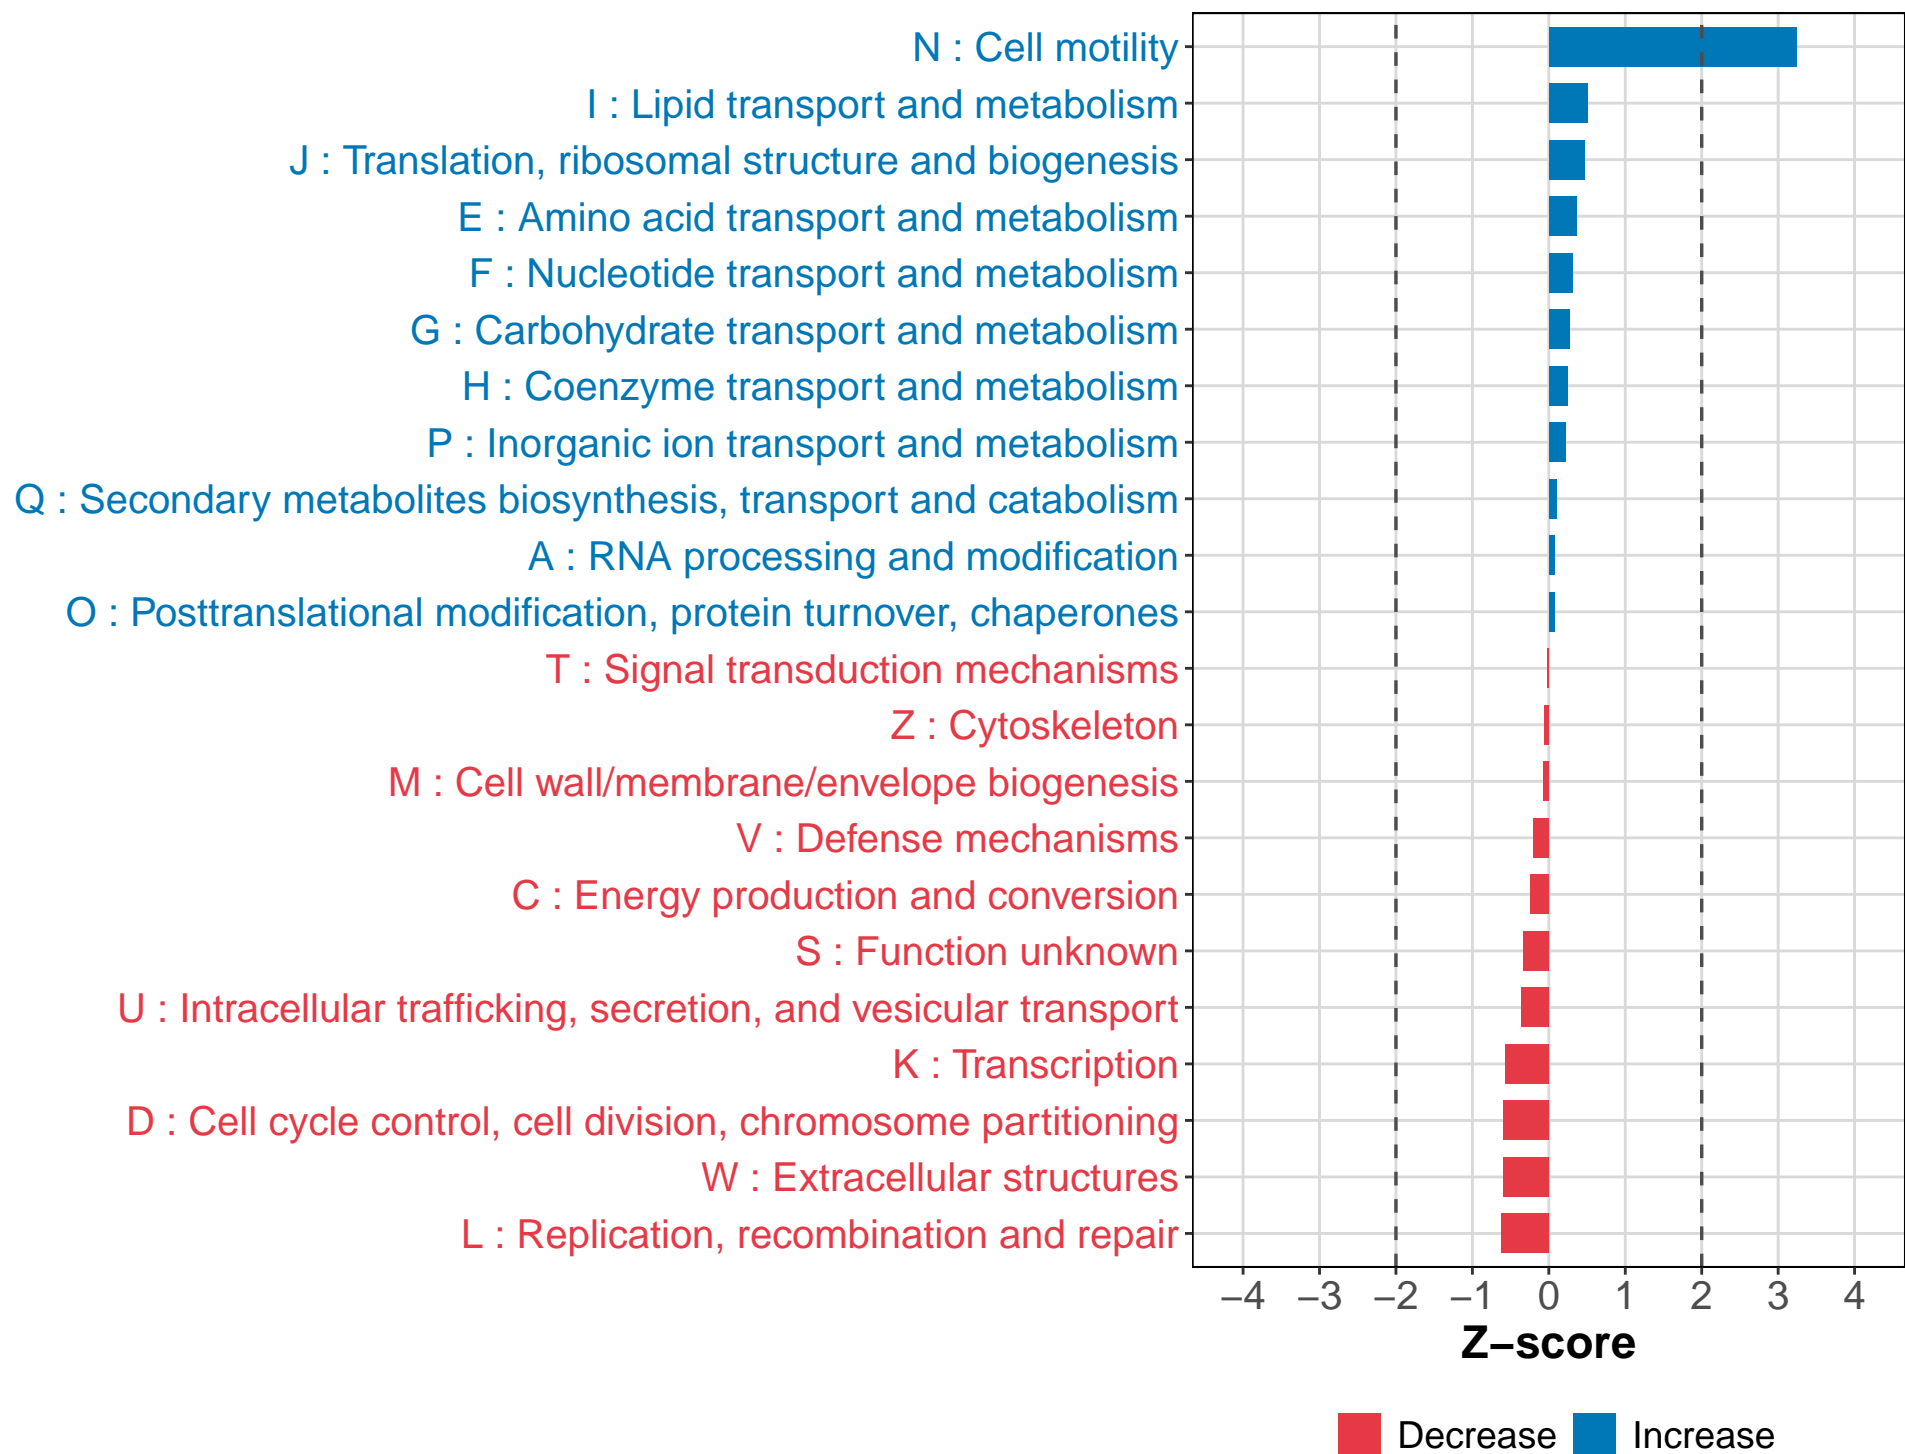 N : Cell motility
I : Lipid transport and metabolism
J : Translation, ribosomal structure and biogenesis
E : Amino acid transport and metabolism
F : Nucleotide transport and metabolism
G : Carbohydrate transport and metabolism
H : Coenzyme transport and metabolism
P : Inorganic ion transport and metabolism
Q : Secondary metabolites biosynthesis, transport and catabolism
A : RNA processing and modification
O : Posttranslational modification, protein turnover, chaperones
T : Signal transduction mechanisms
Z : Cytoskeleton
M : Cell wall/membrane/envelope biogenesis
V : Defense mechanisms
C : Energy production and conversion
S : Function unknown
U : Intracellular trafficking, secretion, and vesicular transport
K : Transcription
D : Cell cycle control, cell division, chromosome partitioning
W : Extracellular structures
L : Replication, recombination and repair
−4 −3 −2 −1 0 1 2 3 4
Z−score
Decrease Increase